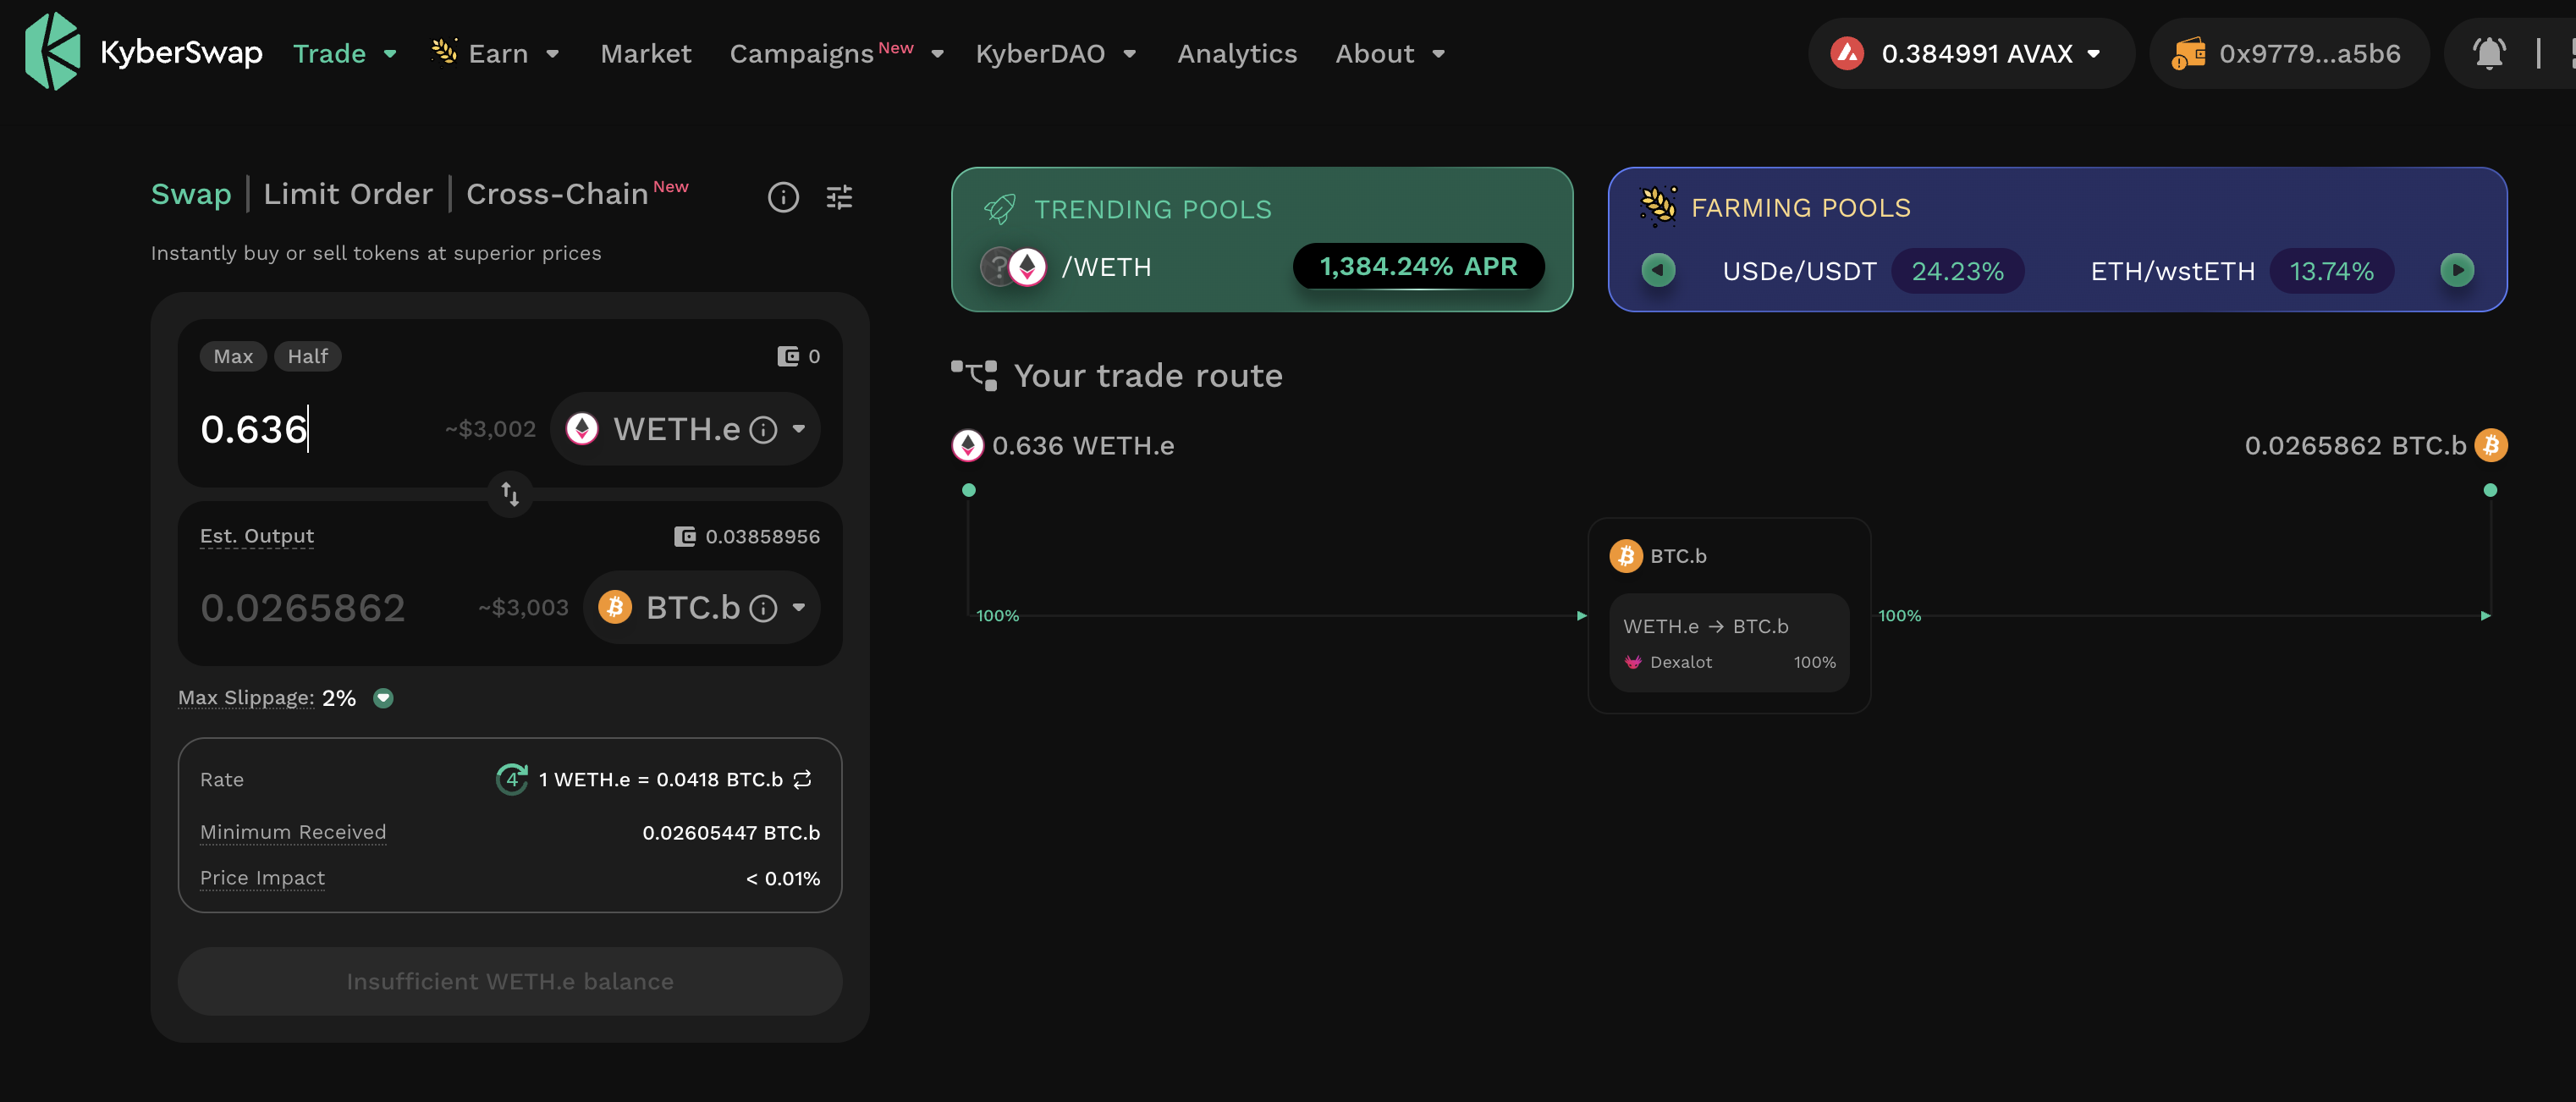 KyberSwap Trade Earn Market Campaigns New KyberDAO Analytics About 0.384991 AVAX 0x9779...a5b6
Swap | Limit Order | Cross-Chain New
Instantly buy or sell tokens at superior prices
Max Half 0
0.636 ~$3,002 WETH.e
Est. Output 0.03858956
0.0265862 ~$3,003 BTC.b
Max Slippage: 2%
Rate 4 1 WETH.e = 0.0418 BTC.b
Minimum Received 0.02605447 BTC.b
Price Impact < 0.01%
Insufficient WETH.e balance
TRENDING POOLS
? /WETH 1,384.24% APR
FARMING POOLS
USDe/USDT 24.23% ETH/wstETH 13.74%
Your trade route
0.636 WETH.e 0.0265862 BTC.b
BTC.b
100% 100%
WETH.e → BTC.b
Dexalot 100%